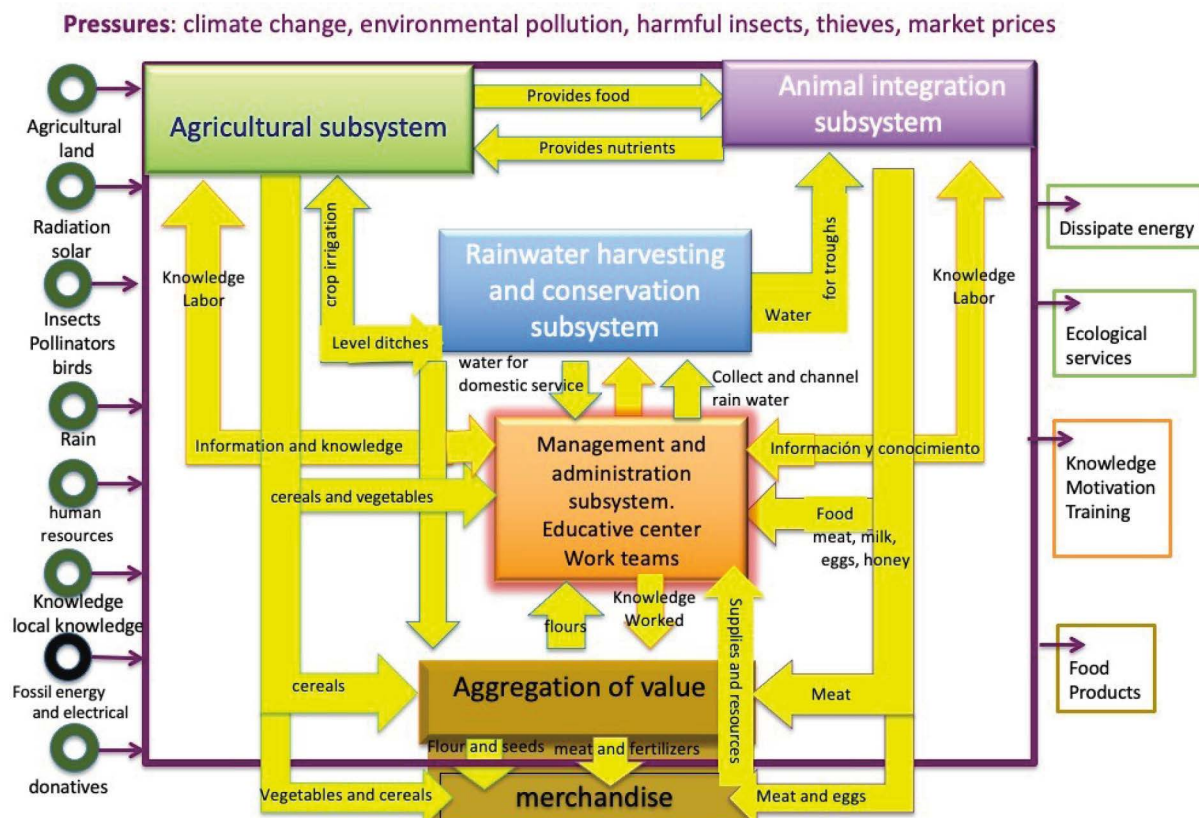 Pressures: climate change, environmental pollution, harmful insects, thieves, market prices
Agricultural
land
Radiation
solar
Insects
Pollinators
birds
Rain
human
resources
Knowledge
local knowledge
Fossil energy
and electrical
donatives
Agricultural subsystem
Provides food
Provides nutrients
Animal integration
subsystem
Knowledge
Labor
crop irrigation
Level ditches
Rainwater harvesting
and conservation
subsystem
Water
for troughs
Knowledge
Labor
water for
domestic service
Collect and channel
rain water
Information and knowledge
cereals and vegetables
Management and
administration
subsystem.
Educative center
Work teams
Información y conocimiento
Food
meat, milk,
eggs, honey
flours
Knowledge
Worked
Supplies and resources
cereals
Aggregation of value
Meat
Flour and seeds
meat and fertilizers
Vegetables and cereals
merchandise
Meat and eggs
Dissipate energy
Ecological
services
Knowledge
Motivation
Training
Food
Products